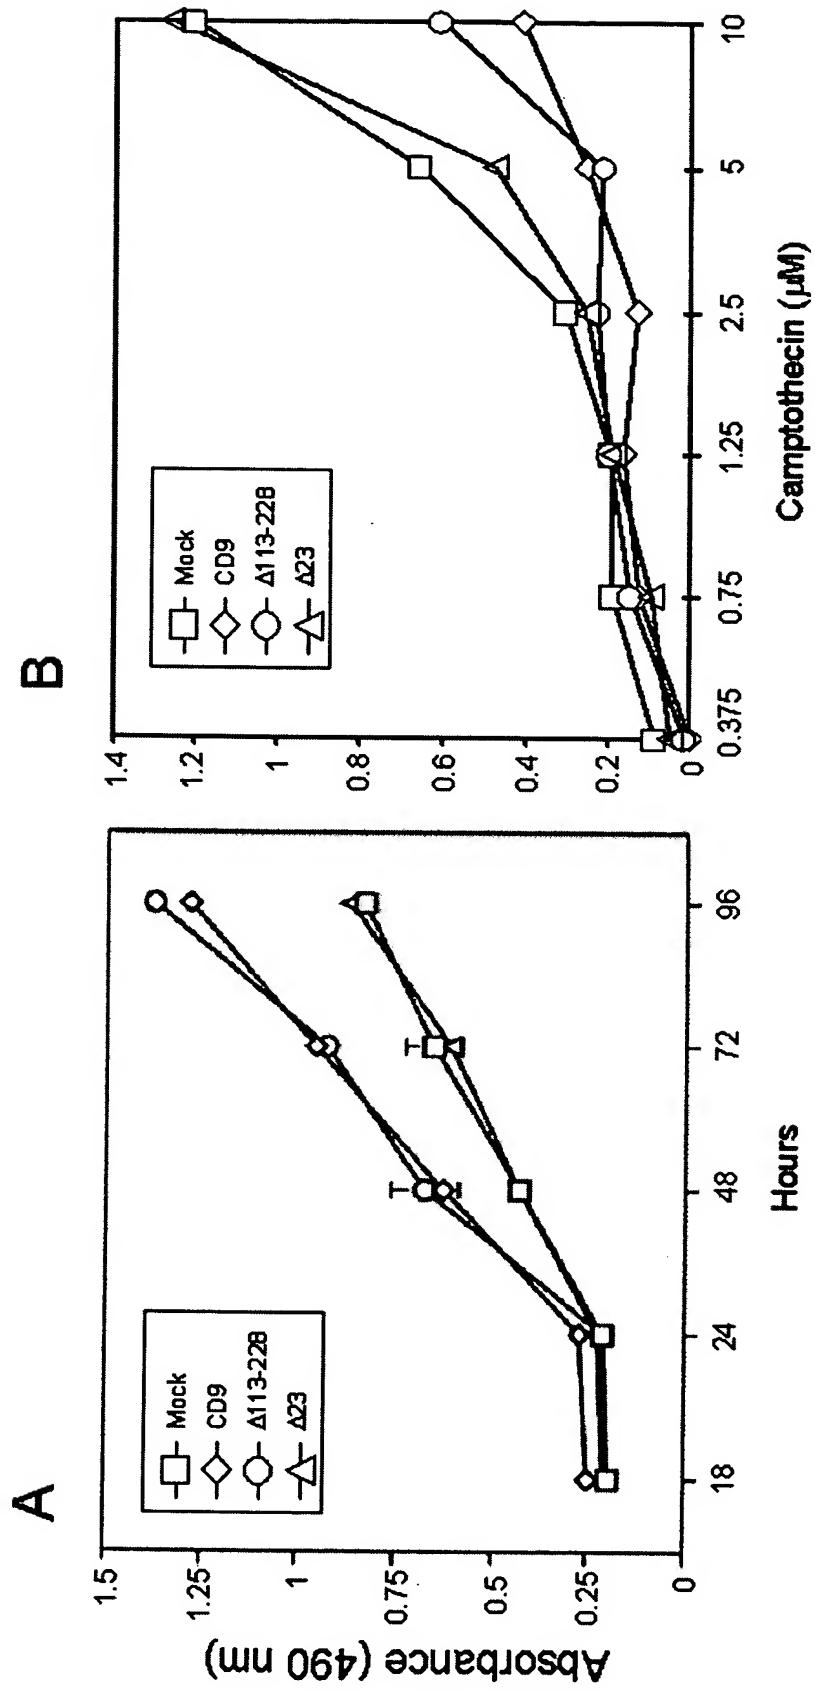 A
Absorbance (490 nm)
1.5
1.25
1
0.75
0.5
0.25
0
Mock
CD9
Δ113-228
Δ23
18
24
48
72
96
Hours
B
1.4
1.2
1
0.8
0.6
0.4
0.2
0
Mock
CD9
Δ113-228
Δ23
0.375
0.75
1.25
2.5
5
10
Camptothecin (μM)